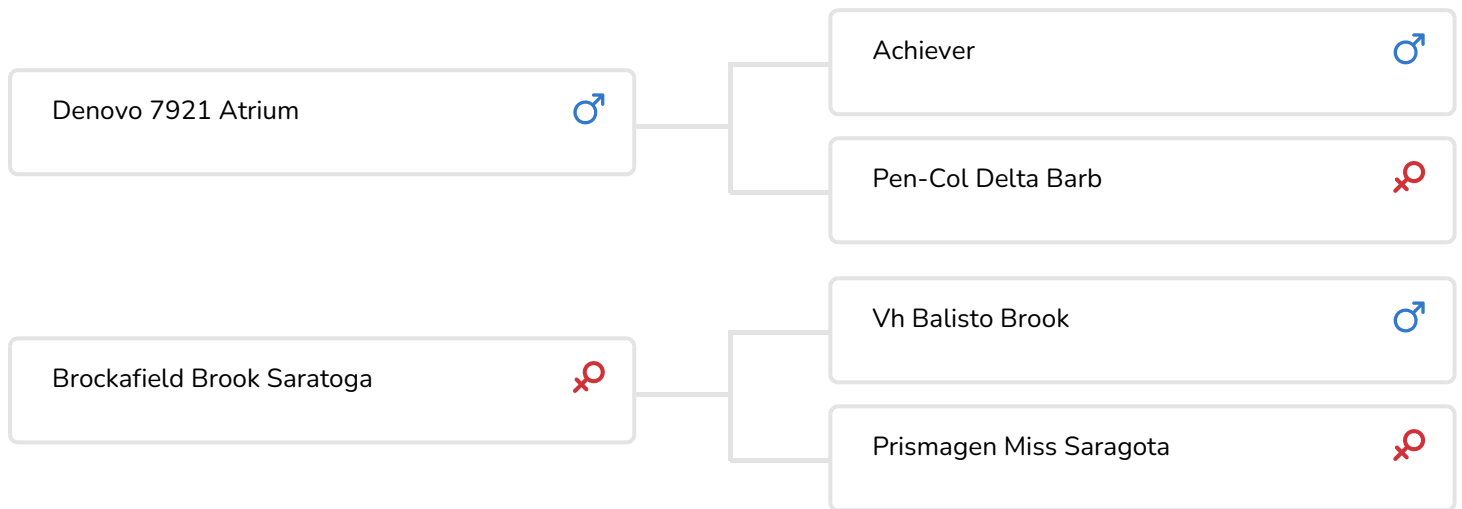 Achiever
Denovo 7921 Atrium
Pen-Col Delta Barb
Vh Balisto Brook
Brockafield Brook Saratoga
Prismagen Miss Saragota